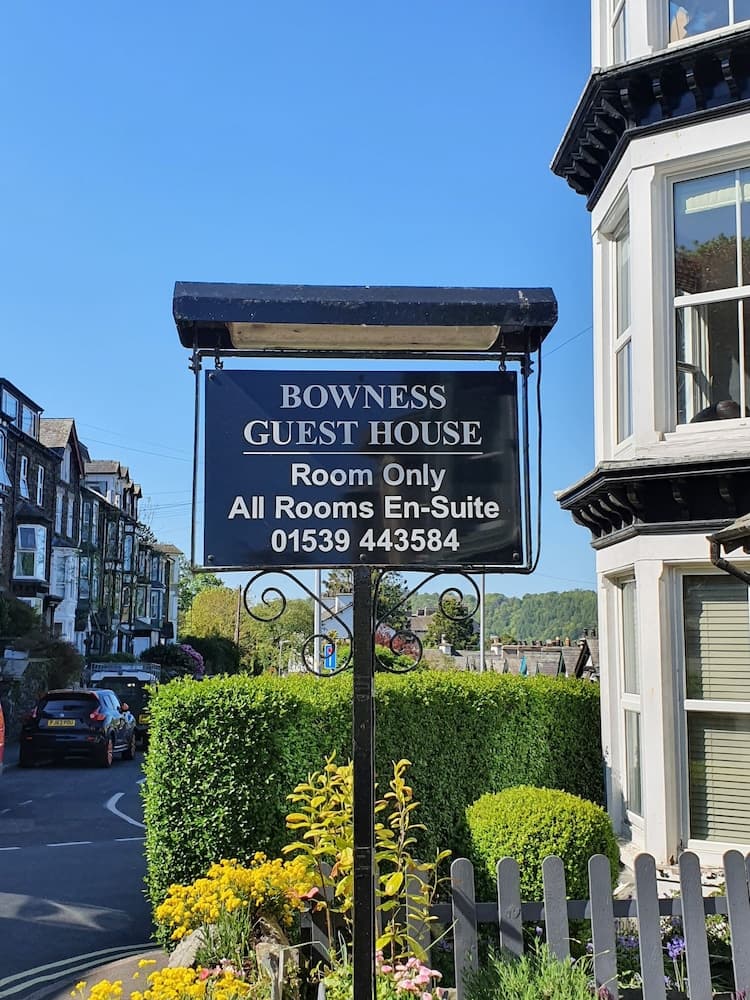 BOWNESS
GUEST HOUSE
Room Only
All Rooms En-Suite
01539 443584